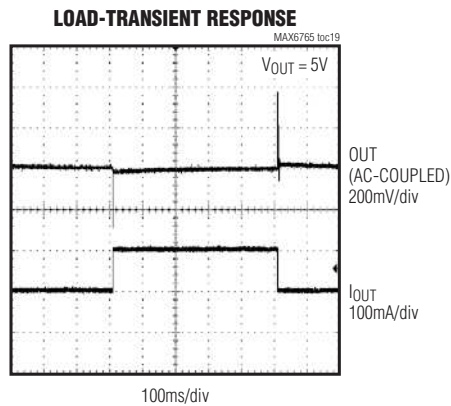 LOAD-TRANSIENT RESPONSE
MAX6765 toc19
VOUT = 5V
OUT
(AC-COUPLED)
200mV/div
IOUT
100mA/div
100ms/div